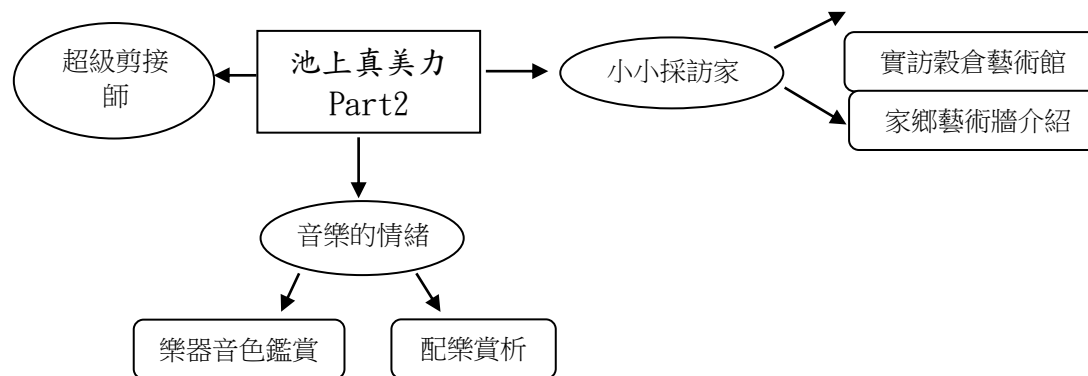 超級剪接
師
池上真美力
Part2
小小採訪家
實訪穀倉藝術館
家鄉藝術牆介紹
音樂的情緒
樂器音色鑑賞
配樂賞析